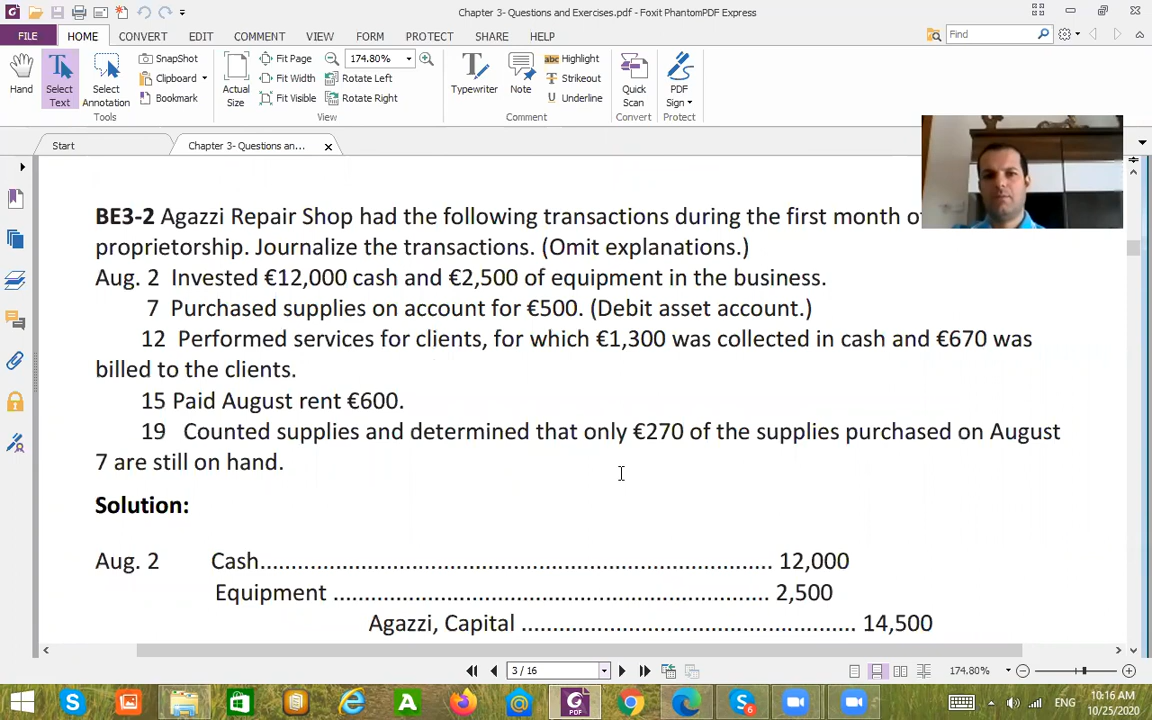 Chapter 3- Questions and Exercises.pdf - Foxit PhantomPDF Express
FILE HOME CONVERT EDIT COMMENT VIEW FORM PROTECT SHARE HELP
Find
Hand
Select Text
Select Annotation
SnapShot
Clipboard
Bookmark
Tools
Actual Size
Fit Page
Fit Width
Fit Visible
174.80%
Rotate Left
Rotate Right
View
Typewriter
Note
Highlight
Strikeout
Underline
Comment
Quick Scan
Convert
PDF Sign
Protect
Start
Chapter 3- Questions an...
BE3-2 Agazzi Repair Shop had the following transactions during the first month of
proprietorship. Journalize the transactions. (Omit explanations.)
Aug. 2 Invested €12,000 cash and €2,500 of equipment in the business.
7 Purchased supplies on account for €500. (Debit asset account.)
12 Performed services for clients, for which €1,300 was collected in cash and €670 was
billed to the clients.
15 Paid August rent €600.
19 Counted supplies and determined that only €270 of the supplies purchased on August
7 are still on hand.
Solution:
Aug. 2 Cash.................................................................................. 12,000
Equipment ...................................................................... 2,500
Agazzi, Capital ....................................................... 14,500
3 / 16
174.80%
ENG
10:16 AM
10/25/2020